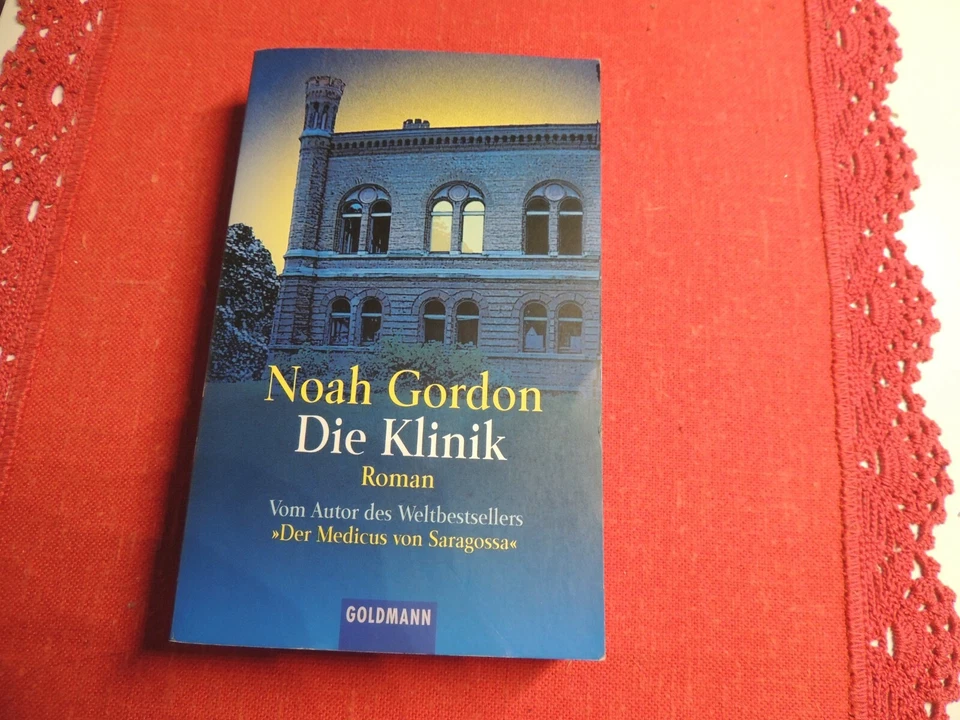 Noah Gordon
Die Klinik
Roman
Vom Autor des Weltbestsellers
»Der Medicus von Saragossa«
GOLDMANN